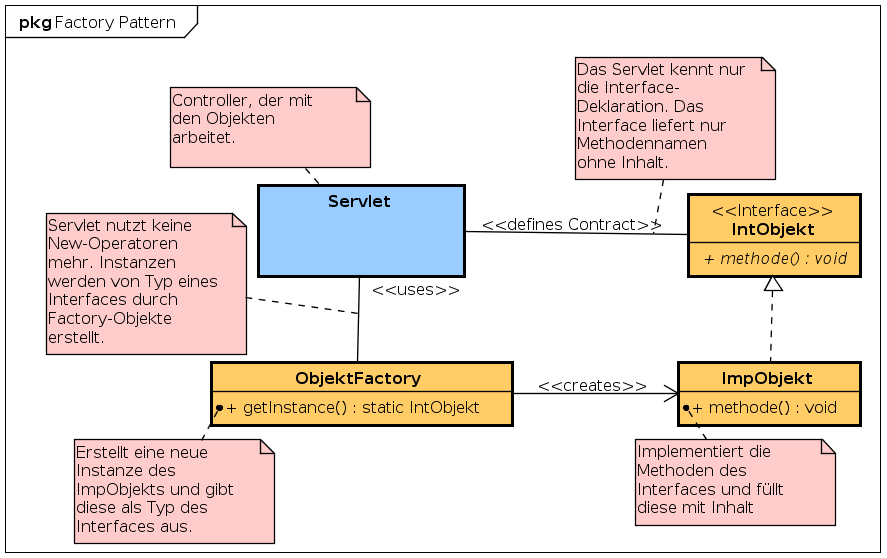 pkg Factory Pattern
Das Servlet kennt nur
die Interface-
Deklaration. Das
Interface liefert nur
Methodennamen
ohne Inhalt.
Controller, der mit
den Objekten
arbeitet.
Servlet
<<defines Contract>>
<<Interface>>
IntObjekt
+ methode() : void
Servlet nutzt keine
New-Operatoren
mehr. Instanzen
werden von Typ eines
Interfaces durch
Factory-Objekte
erstellt.
<<uses>>
ObjektFactory
+ getInstance() : static IntObjekt
<<creates>>
ImpObjekt
+ methode() : void
Erstellt eine neue
Instanze des
ImpObjekts und gibt
diese als Typ des
Interfaces aus.
Implementiert die
Methoden des
Interfaces und füllt
diese mit Inhalt